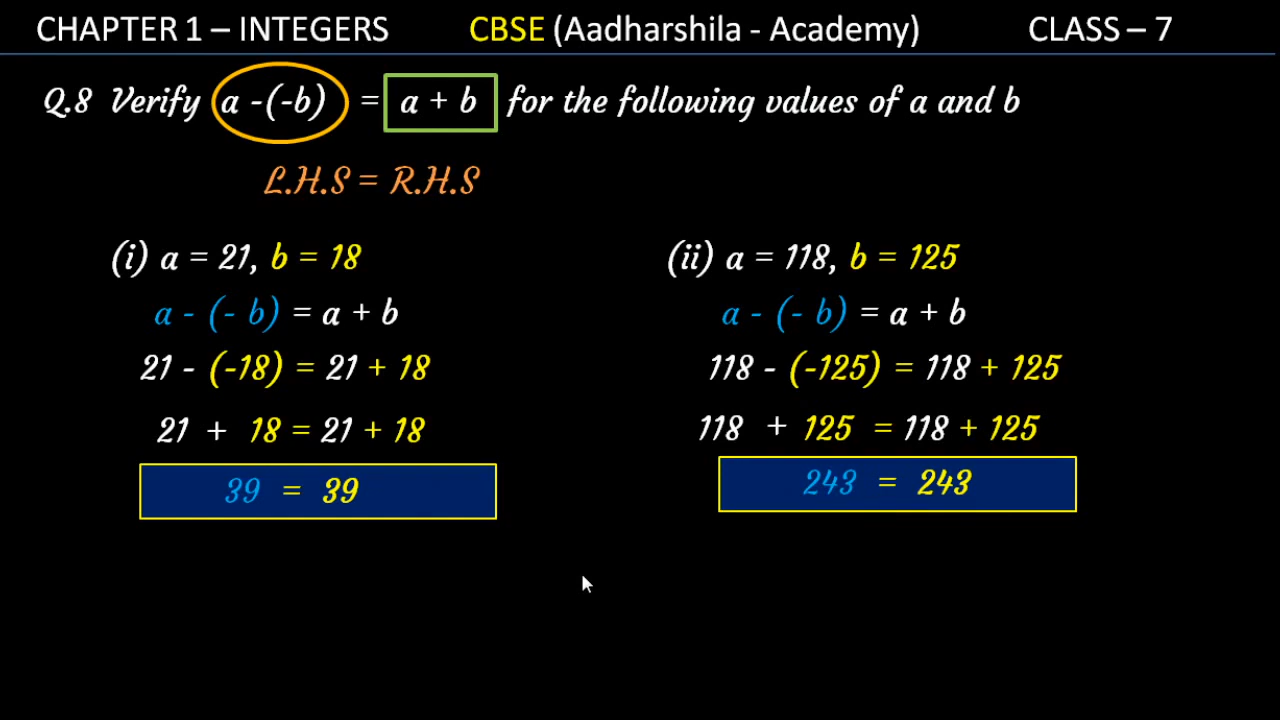 CHAPTER 1 – INTEGERS CBSE (Aadharshila - Academy) CLASS – 7
Q.8 Verify a -(-b) = a + b for the following values of a and b
L.H.S = R.H.S
(i) a = 21, b = 18
a - (- b) = a + b
21 - (-18) = 21 + 18
21 + 18 = 21 + 18
39 = 39
(ii) a = 118, b = 125
a - (- b) = a + b
118 - (-125) = 118 + 125
118 + 125 = 118 + 125
243 = 243